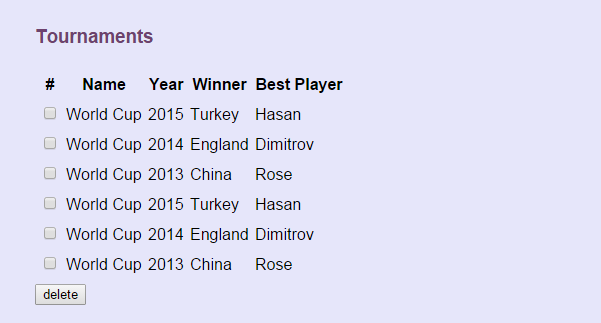 Tournaments
# Name Year Winner Best Player
World Cup 2015 Turkey Hasan
World Cup 2014 England Dimitrov
World Cup 2013 China Rose
World Cup 2015 Turkey Hasan
World Cup 2014 England Dimitrov
World Cup 2013 China Rose
delete